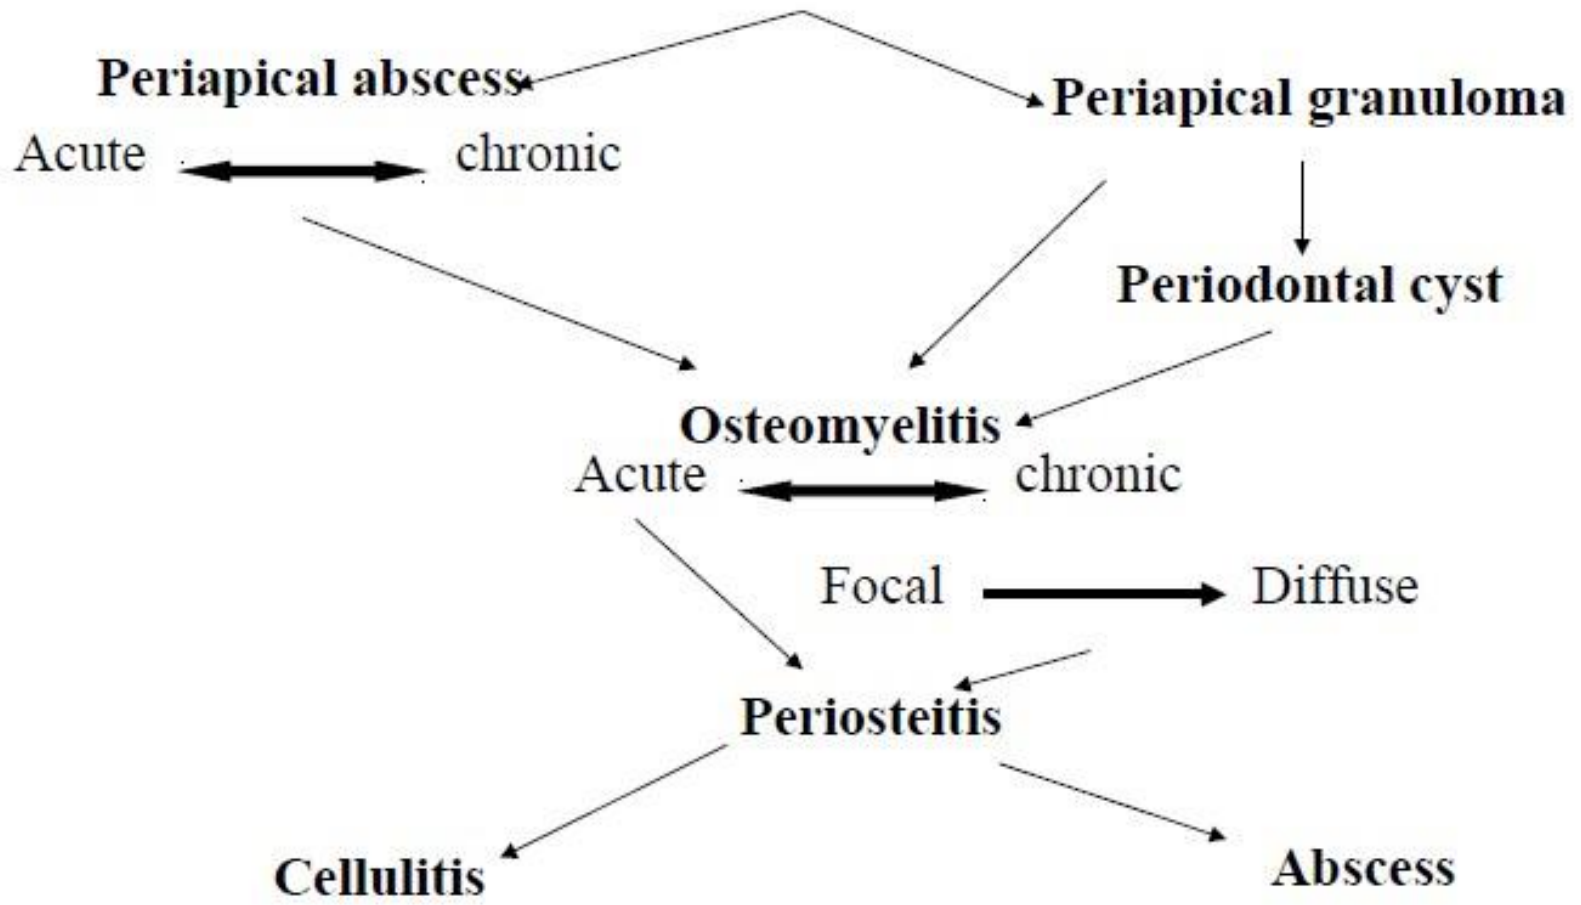 Periapical abscess
Periapical granuloma
Acute chronic
Periodontal cyst
Osteomyelitis
Acute chronic
Focal Diffuse
Periosteitis
Cellulitis
Abscess